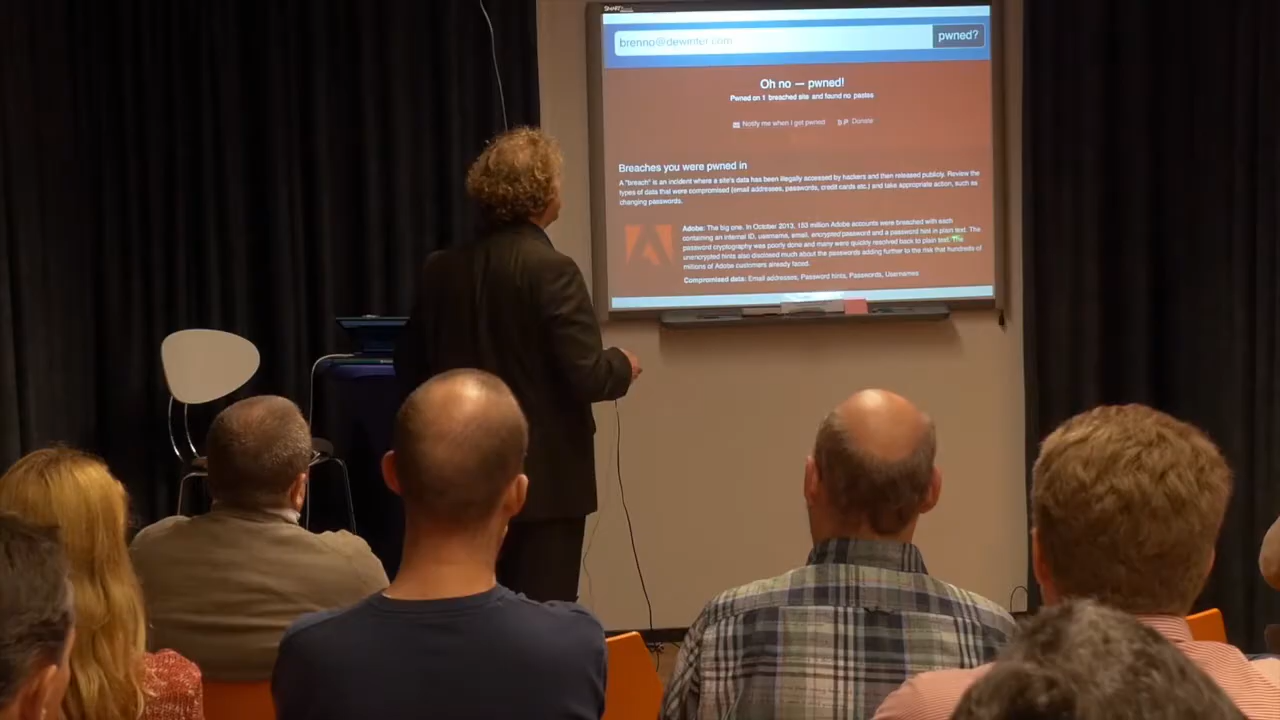 SMART
brenno@dewinter.com
pwned?
Oh no — pwned!
Pwned on 1 breached site and found no pastes
Notify me when I get pwned
Donate
Breaches you were pwned in
A "breach" is an incident where a site's data has been illegally accessed by hackers and then released publicly. Review the
types of data that were compromised (email addresses, passwords, credit cards etc.) and take appropriate action, such as
changing passwords.
Adobe: The big one. In October 2013, 153 million Adobe accounts were breached with each
containing an internal ID, username, email, encrypted password and a password hint in plain text. The
password cryptography was poorly done and many were quickly resolved back to plain text. The
unencrypted hints also disclosed much about the passwords adding further to the risk that hundreds of
millions of Adobe customers already faced.
Compromised data: Email addresses, Password hints, Passwords, Usernames